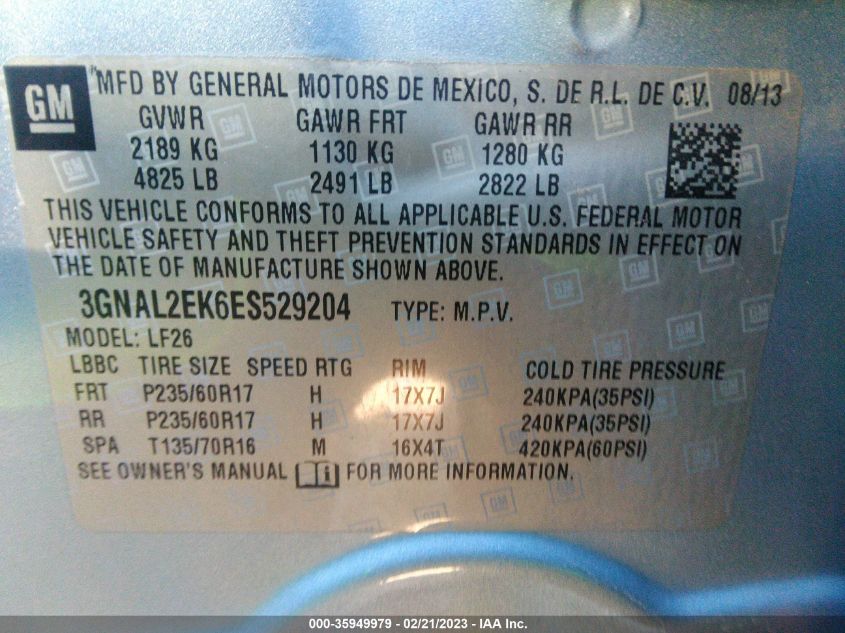 GM
"MFD BY GENERAL MOTORS DE MEXICO, S. DE R.L. DE C.V. 08/13
GVWR GAWR FRT GAWR RR
2189 KG 1130 KG 1280 KG
4825 LB 2491 LB 2822 LB
THIS VEHICLE CONFORMS TO ALL APPLICABLE U.S. FEDERAL MOTOR
VEHICLE SAFETY AND THEFT PREVENTION STANDARDS IN EFFECT ON
THE DATE OF MANUFACTURE SHOWN ABOVE.
3GNAL2EK6ES529204 TYPE: M.P.V.
MODEL: LF26
LBBC TIRE SIZE SPEED RTG RIM COLD TIRE PRESSURE
FRT P235/60R17 H 17X7J 240KPA(35PSI)
RR P235/60R17 H 17X7J 240KPA(35PSI)
SPA T135/70R16 M 16X4T 420KPA(60PSI)
SEE OWNER'S MANUAL i FOR MORE INFORMATION.
000-35949979 - 02/21/2023 - © IAA Inc.